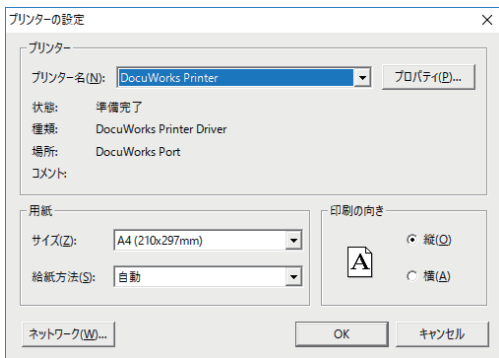 プリンターの設定
プリンター
プリンター名(N): DocuWorks Printer プロパティ(P)...
状態: 準備完了
種類: DocuWorks Printer Driver
場所: DocuWorks Port
コメント:
用紙
サイズ(Z): A4 (210x297mm)
給紙方法(S): 自動
印刷の向き
A
縦(O)
横(A)
ネットワーク(W)... OK キャンセル